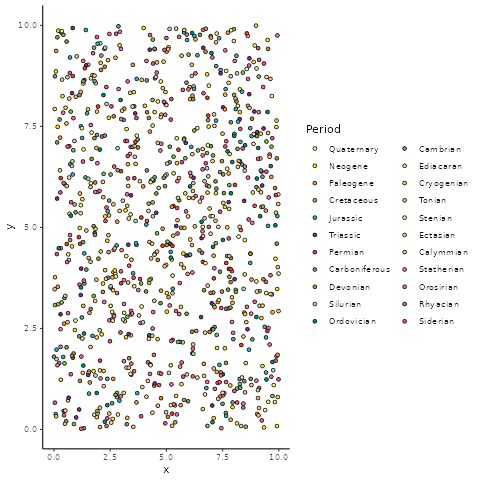 10.0
7.5
5.0
2.5
0.0
y
0.0 2.5 5.0 7.5 10.0
x
Period
Quaternary
Neogene
Paleogene
Cretaceous
Jurassic
Triassic
Permian
Carboniferous
Devonian
Silurian
Ordovician
Cambrian
Ediacaran
Cryogenian
Tonian
Stenian
Ectasian
Calymmian
Statherian
Orosirian
Rhyacian
Siderian